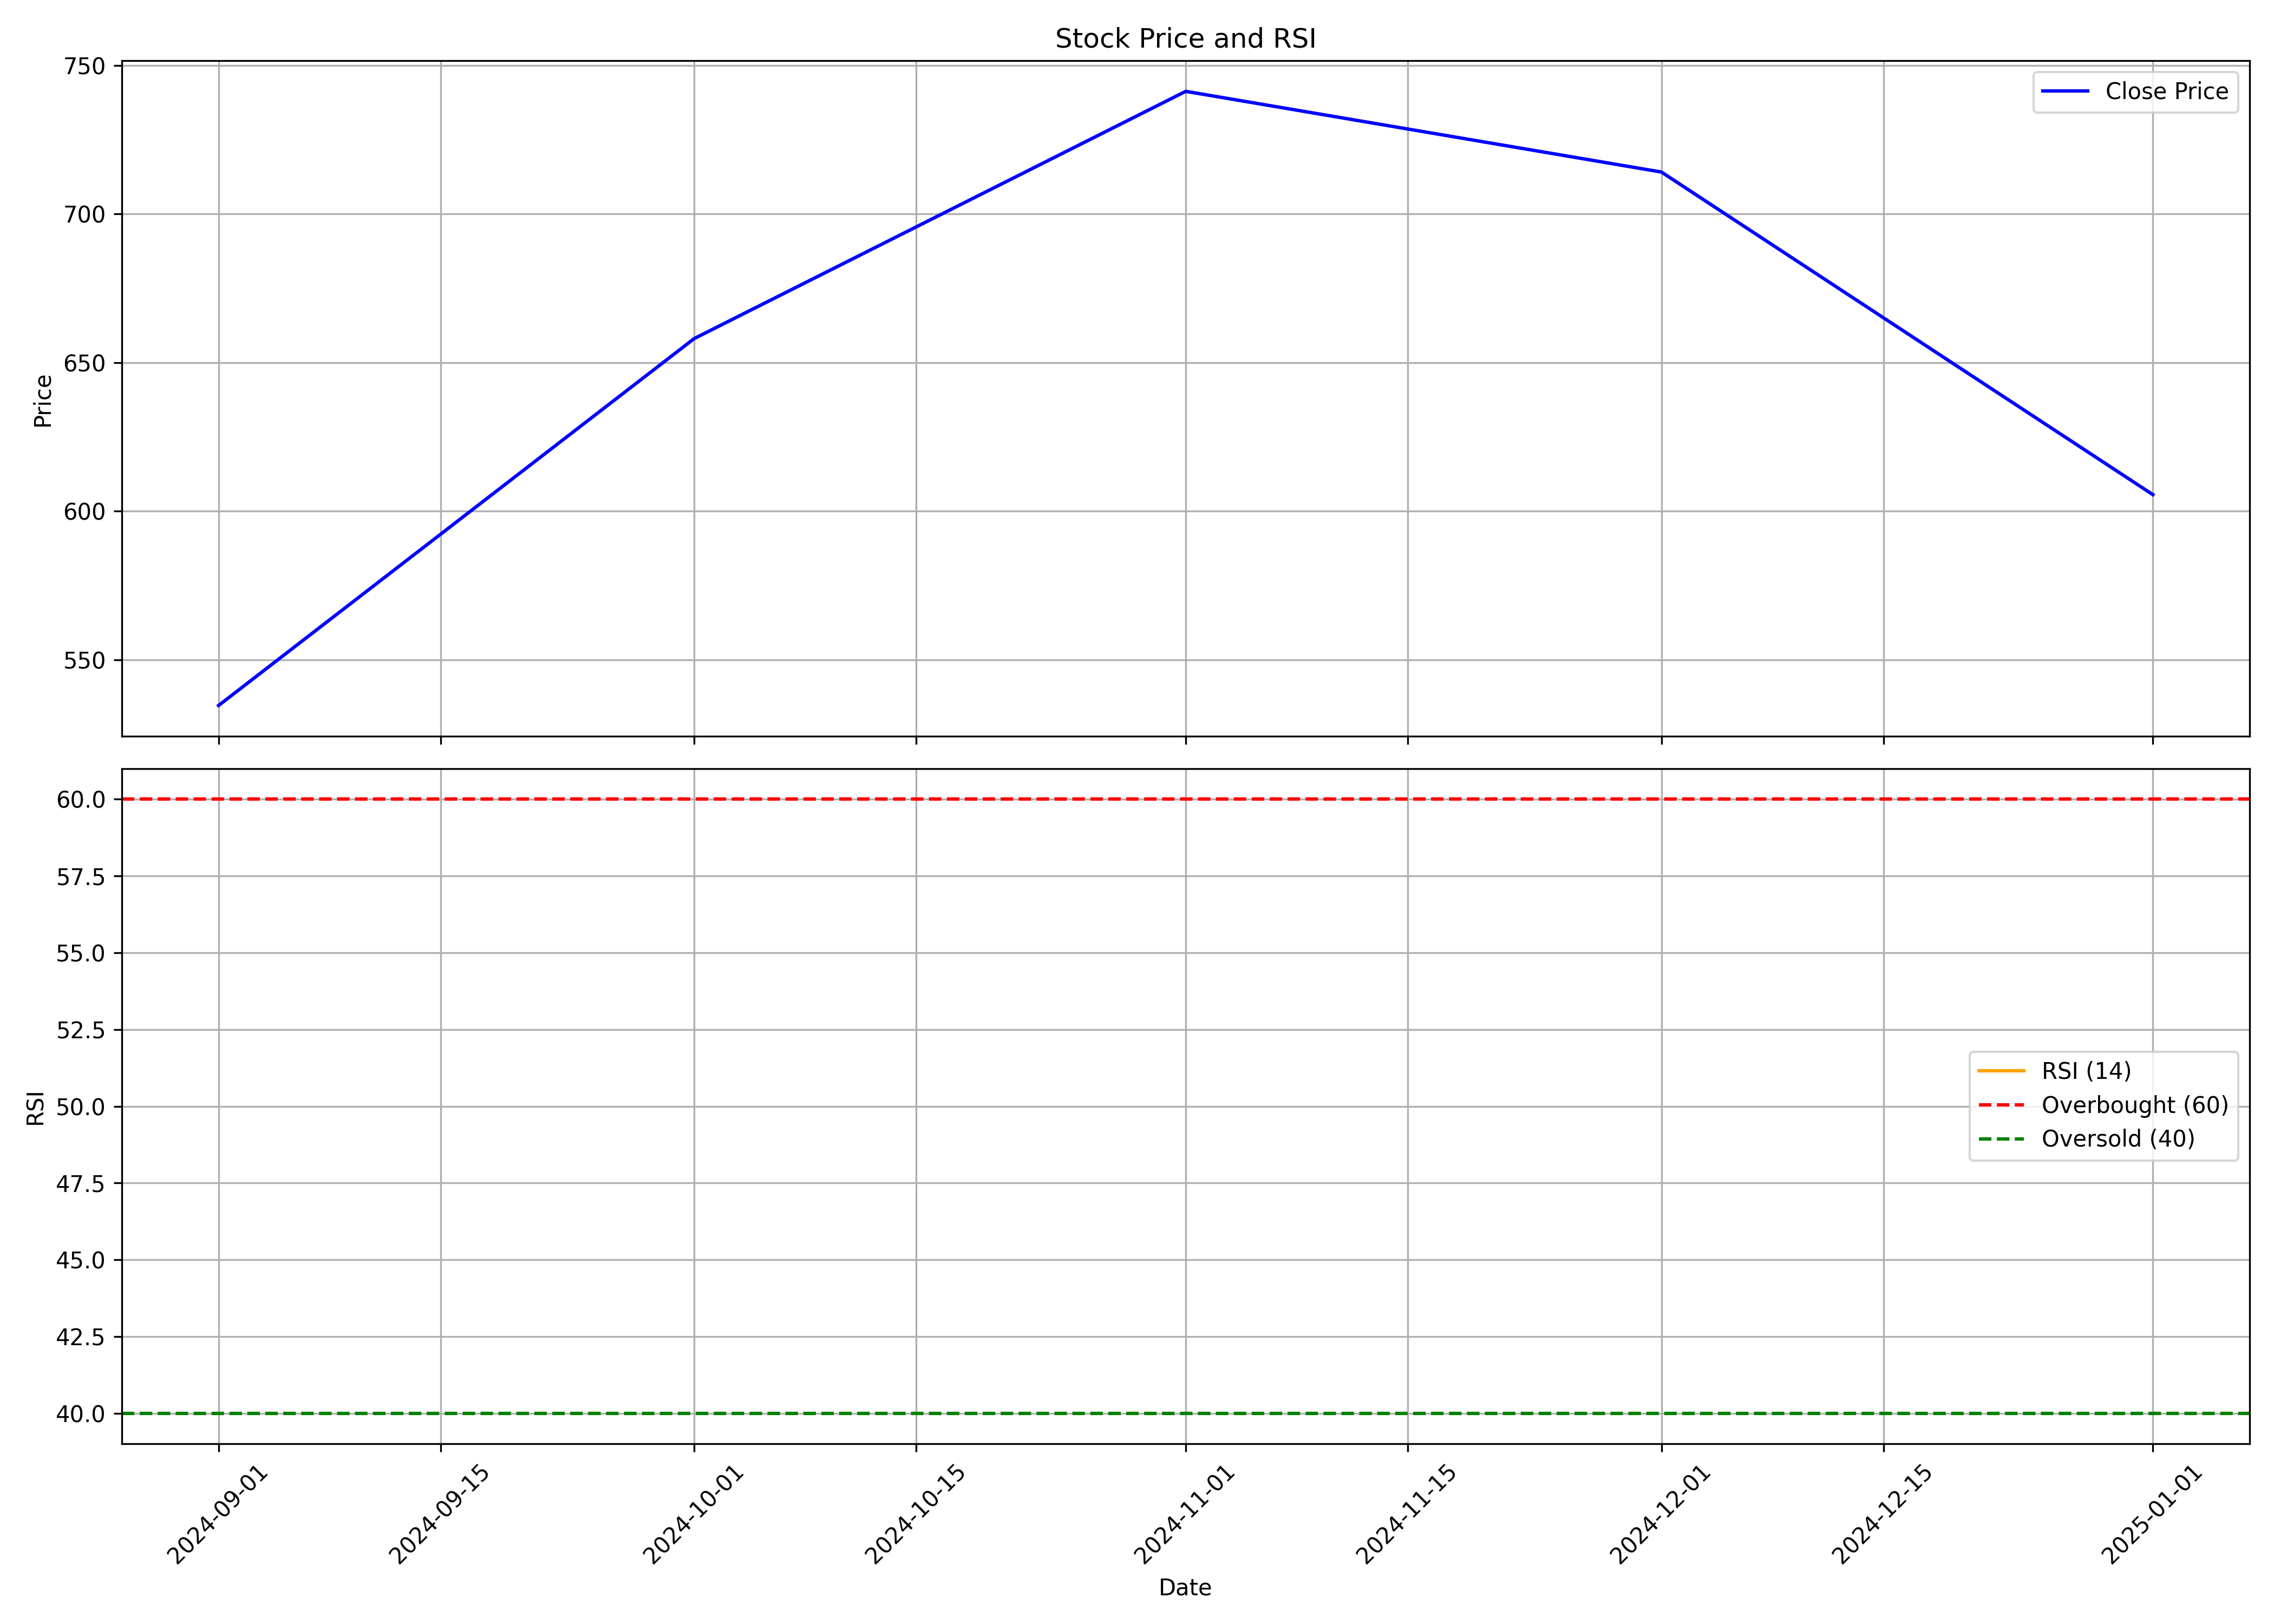 Stock Price and RSI
750
700
650
600
550
Price
Close Price
60.0
57.5
55.0
52.5
50.0
47.5
45.0
42.5
40.0
RSI
RSI (14)
Overbought (60)
Oversold (40)
2024-09-01
2024-09-15
2024-10-01
2024-10-15
2024-11-01
2024-11-15
2024-12-01
2024-12-15
2025-01-01
Date